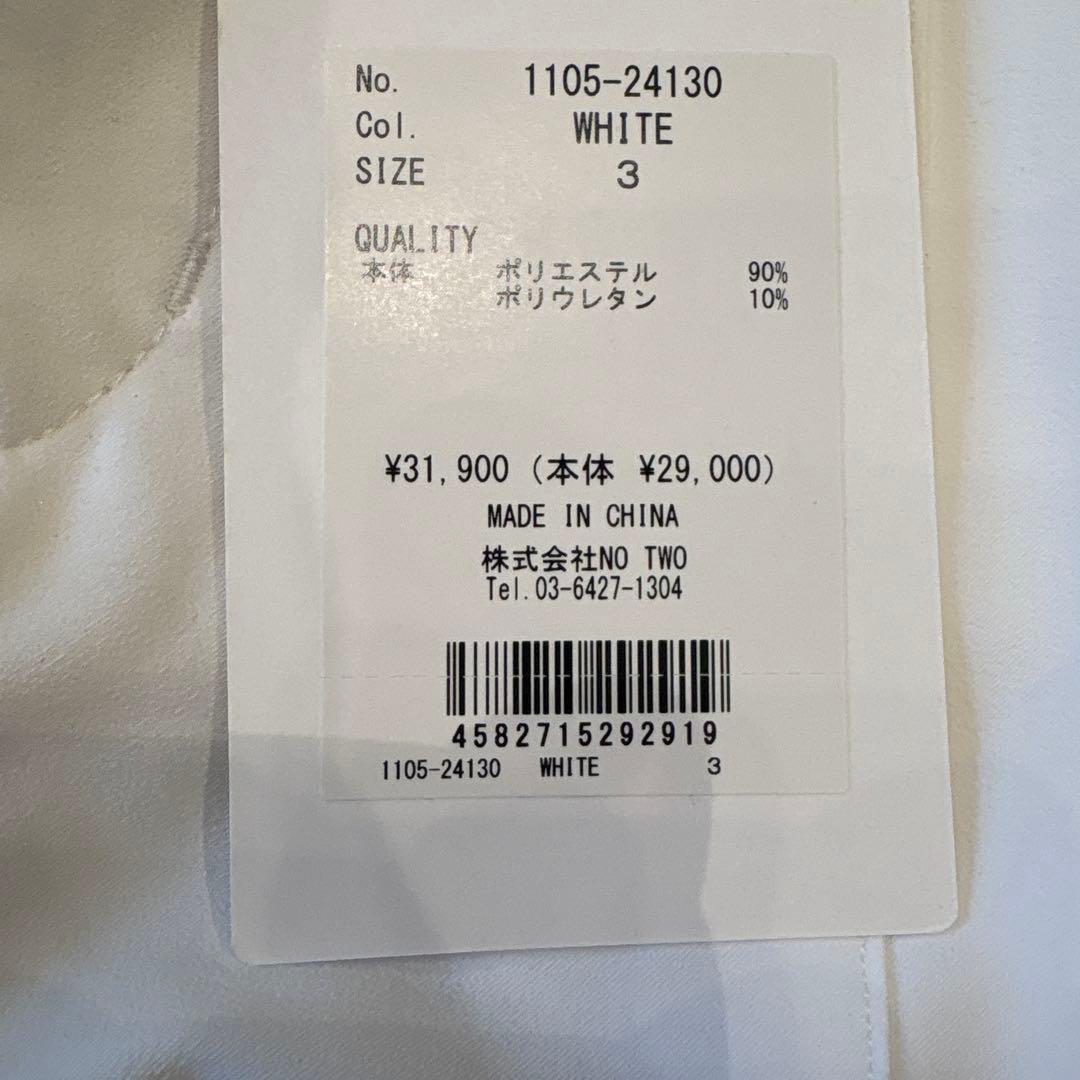 No. 1105-24130
Col. WHITE
SIZE 3
QUALITY
本体 ポリエステル 90%
ポリウレタン 10%
¥31,900 (本体 ¥29,000)
MADE IN CHINA
株式会社NO TWO
Tel.03-6427-1304
4582715292919
1105-24130 WHITE 3